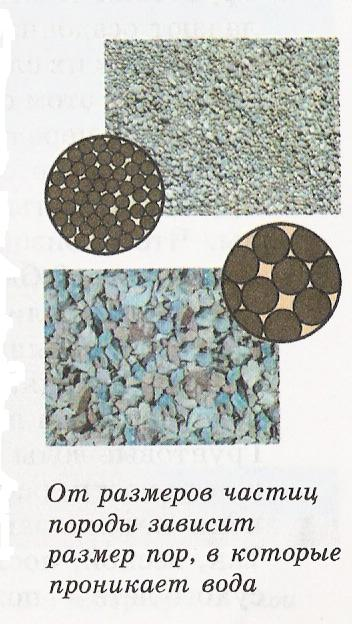 От размеров частиц
породы зависит
размер пор, в которые
проникает вода